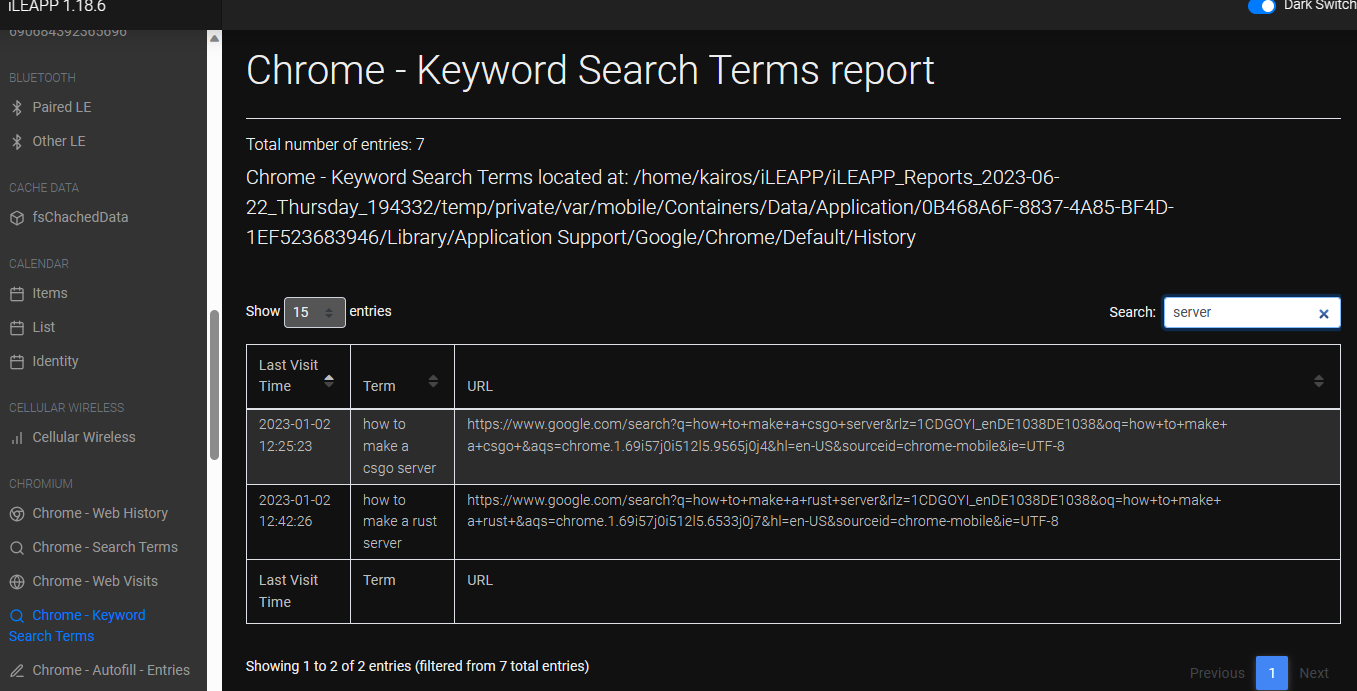 iLEAPP 1.18.6
Dark Switch
690684392365696
BLUETOOTH
Paired LE
Other LE
CACHE DATA
fsChachedData
CALENDAR
Items
List
Identity
CELLULAR WIRELESS
Cellular Wireless
CHROMIUM
Chrome - Web History
Chrome - Search Terms
Chrome - Web Visits
Chrome - Keyword
Search Terms
Chrome - Autofill - Entries
Chrome - Keyword Search Terms report
Total number of entries: 7
Chrome - Keyword Search Terms located at: /home/kairos/iLEAPP/iLEAPP_Reports_2023-06-
22_Thursday_194332/temp/private/var/mobile/Containers/Data/Application/0B468A6F-8837-4A85-BF4D-
1EF523683946/Library/Application Support/Google/Chrome/Default/History
Show 15 entries
Search: server
Last Visit
Time
Term
URL
2023-01-02
12:25:23
how to
make a
csgo server
https://www.google.com/search?q=how+to+make+a+csgo+server&rlz=1CDGOYI_enDE1038DE1038&oq=how+to+make+
a+csgo+&aqs=chrome.1.69i57j0i512l5.9565j0j4&hl=en-US&sourceid=chrome-mobile&ie=UTF-8
2023-01-02
12:42:26
how to
make a rust
server
https://www.google.com/search?q=how+to+make+a+rust+server&rlz=1CDGOYI_enDE1038DE1038&oq=how+to+make+
a+rust+&aqs=chrome.1.69i57j0i512l5.6533j0j7&hl=en-US&sourceid=chrome-mobile&ie=UTF-8
Last Visit
Time
Term
URL
Showing 1 to 2 of 2 entries (filtered from 7 total entries)
Previous 1 Next